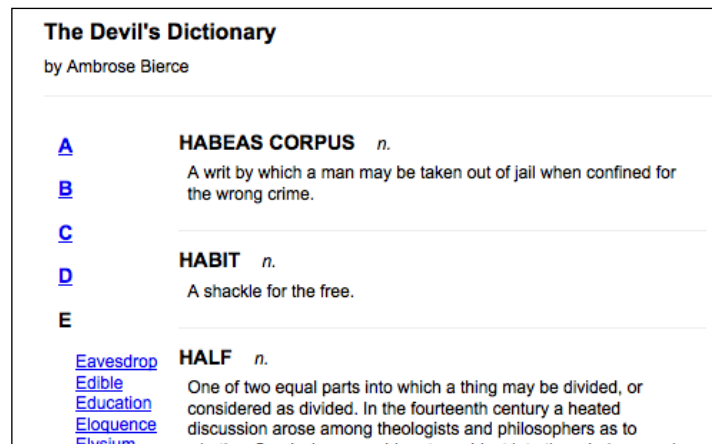 The Devil's Dictionary
by Ambrose Bierce
A
B
C
D
E
Eavesdrop
Edible
Education
Eloquence
Elysium
HABEAS CORPUS n.
A writ by which a man may be taken out of jail when confined for
the wrong crime.
HABIT n.
A shackle for the free.
HALF n.
One of two equal parts into which a thing may be divided, or
considered as divided. In the fourteenth century a heated
discussion arose among theologists and philosophers as to